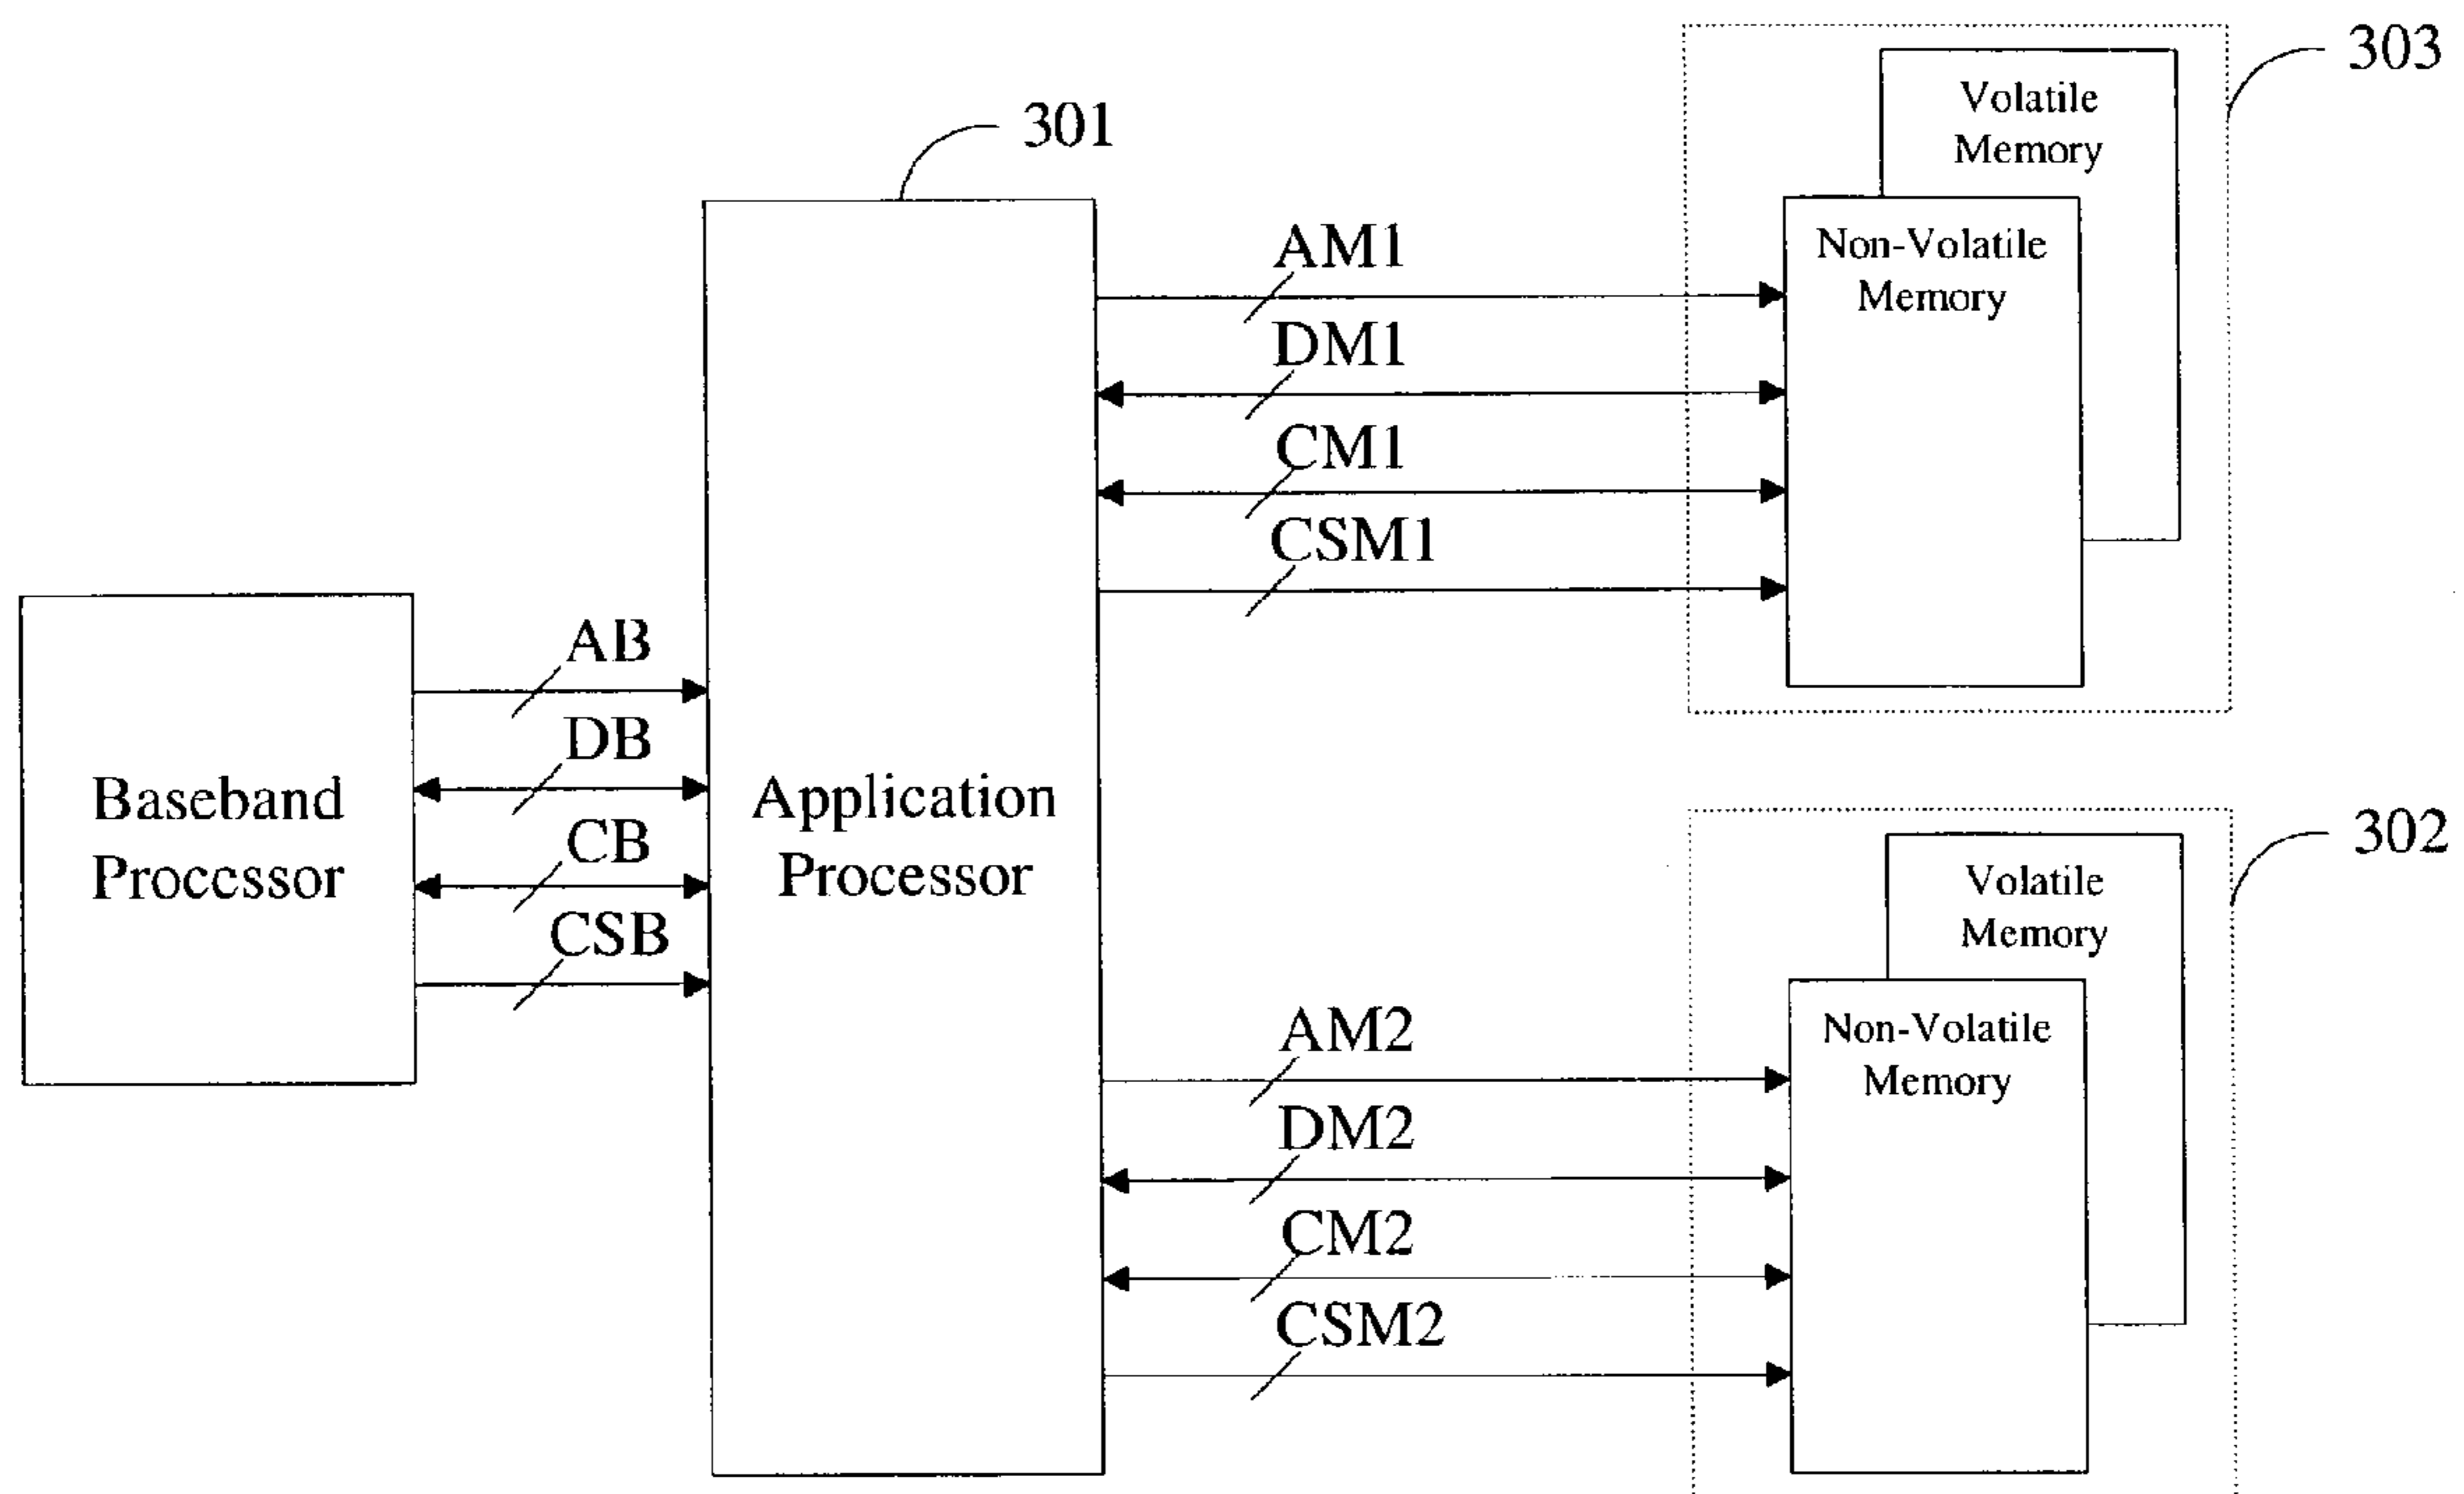 303
Volatile
Memory
301
Non-Volatile
Memory
AM1
DM1
CM1
CSM1
AB
DB
CB
CSB
Baseband
Processor
Application
Processor
302
Volatile
Memory
Non-Volatile
Memory
AM2
DM2
CM2
CSM2